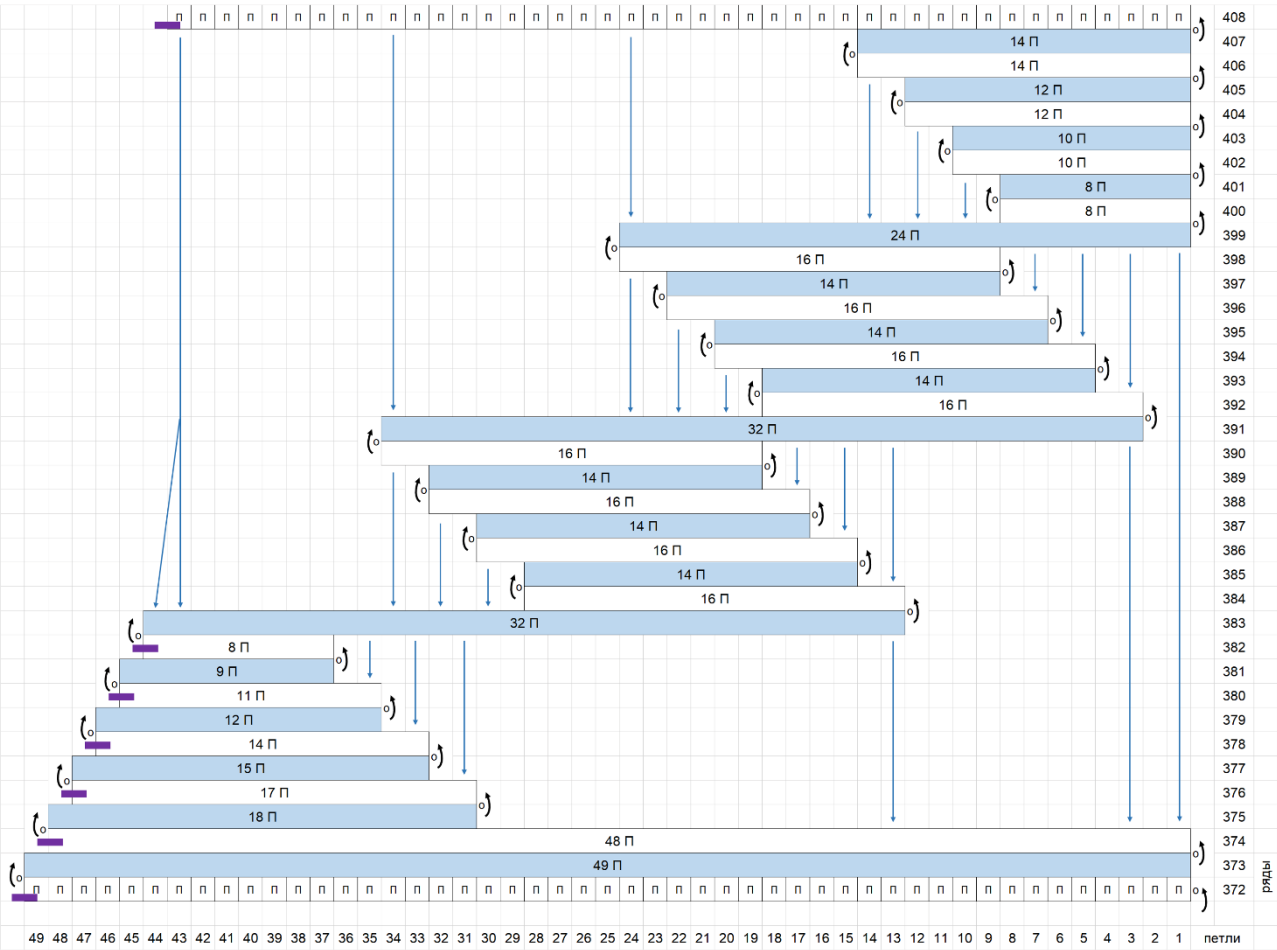 п п п п п п п п п п п п п п п п п п п п п п п п п п п п п п п п п п п п п п п п п п п 408
14 П о 407
о 14 П 406
12 П о 405
о 12 П 404
10 П о 403
о 10 П 402
8 П о 401
о 8 П 400
24 П о 399
о 16 П 398
14 П о 397
о 16 П 396
14 П о 395
о 16 П 394
14 П о 393
о 16 П 392
32 П о 391
о 16 П 390
14 П о 389
о 16 П 388
14 П о 387
о 16 П 386
14 П о 385
о 16 П 384
32 П о 383
о 8 П 382
9 П о 381
о 11 П 380
12 П о 379
о 14 П 378
15 П о 377
о 17 П 376
18 П о 375
о 48 П 374
49 П о 373
о п п п п п п п п п п п п п п п п п п п п п п п п п п п п п п п п п п п п п п п п п п п п п п п п п о 372
ряды
49 48 47 46 45 44 43 42 41 40 39 38 37 36 35 34 33 32 31 30 29 28 27 26 25 24 23 22 21 20 19 18 17 16 15 14 13 12 11 10 9 8 7 6 5 4 3 2 1 петли